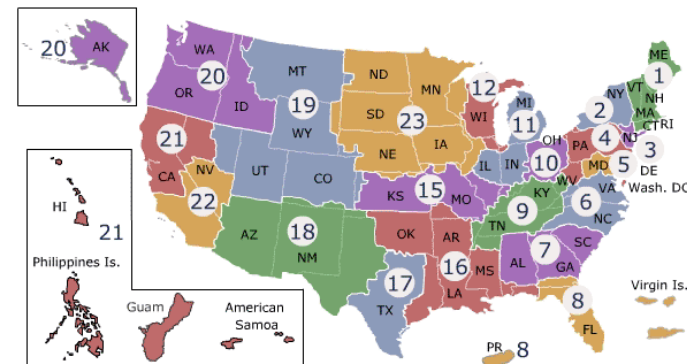 20
AK
WA
OR
20
ID
MT
19
WY
ND
MN
SD
23
NE
IA
12
WI
MI
11
ME
1
VT
NH
NY
2
MA
CT
RI
21
CA
NV
22
UT
CO
KS
15
MO
IL
IN
OH
10
PA
4
NJ
3
MD
5
DE
Wash. DC
WV
VA
6
NC
KY
9
TN
AZ
18
NM
OK
AR
16
MS
LA
17
TX
AL
7
GA
SC
8
FL
PR
8
Virgin Is.
HI
21
Philippines Is.
Guam
American
Samoa